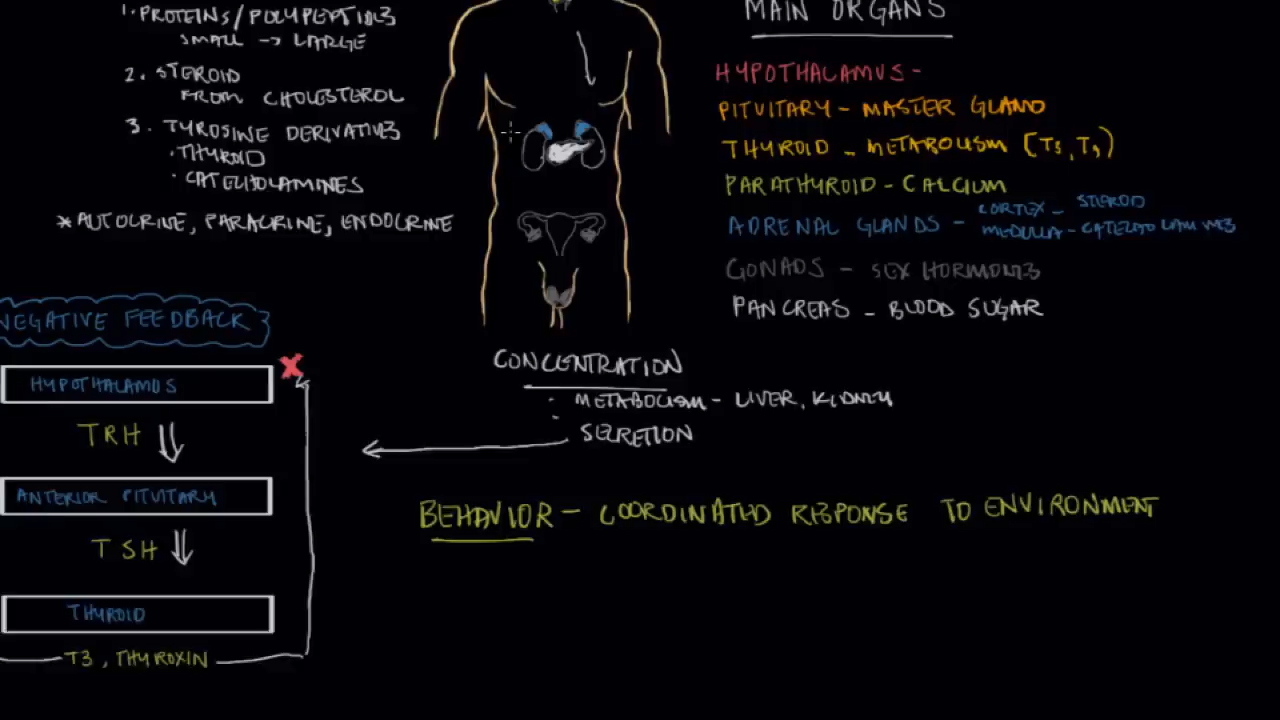 1. PROTEINS/POLYPEPTIDES
SMALL → LARGE
2. STEROID
FROM CHOLESTEROL
3. TYROSINE DERIVATIVES
· THYROID
· CATECHOLAMINES
* AUTOCRINE, PARACRINE, ENDOCRINE
MAIN ORGANS
HYPOTHALAMUS -
PITUITARY - MASTER GLAND
THYROID - METABOLISM (T3, T4)
PARATHYROID - CALCIUM
ADRENAL GLANDS - CORTEX - STEROID
MEDULLA - CATECHOLAMINES
GONADS - SEX HORMONES
PANCREAS - BLOOD SUGAR
NEGATIVE FEEDBACK
HYPOTHALAMUS
TRH
ANTERIOR PITUITARY
TSH
THYROID
T3, THYROXIN
CONCENTRATION
· METABOLISM - LIVER, KIDNEY
· SECRETION
BEHAVIOR - COORDINATED RESPONSE TO ENVIRONMENT